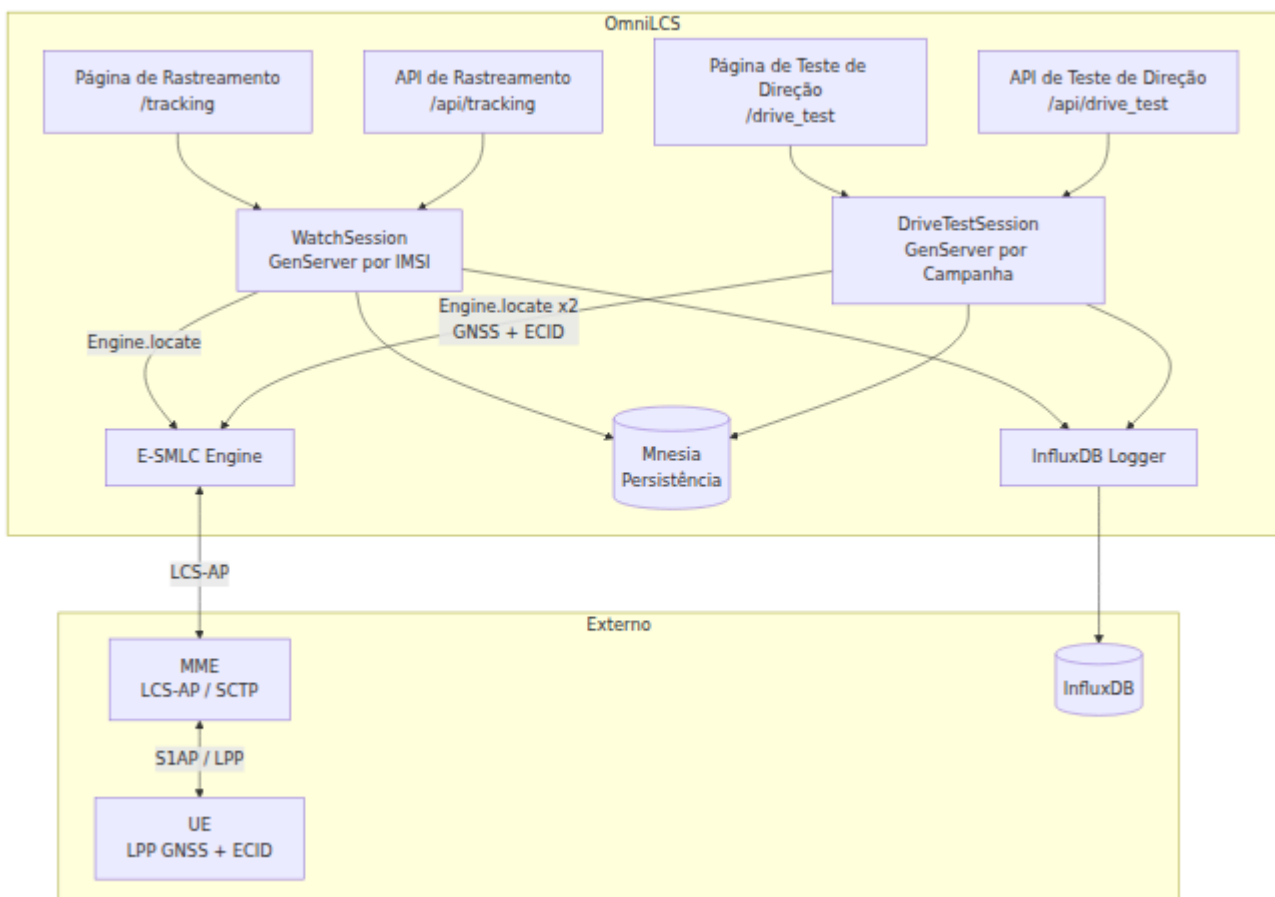 OmniLCS
Página de Rastreamento
/tracking
API de Rastreamento
/api/tracking
Página de Teste de
Direção
/drive_test
API de Teste de Direção
/api/drive_test
WatchSession
GenServer por IMSI
DriveTestSession
GenServer por
Campanha
Engine.locate
Engine.locate x2
GNSS + ECID
E-SMLC Engine
Mnesia
Persistência
InfluxDB Logger
LCS-AP
Externo
MME
LCS-AP / SCTP
InfluxDB
S1AP / LPP
UE
LPP GNSS + ECID